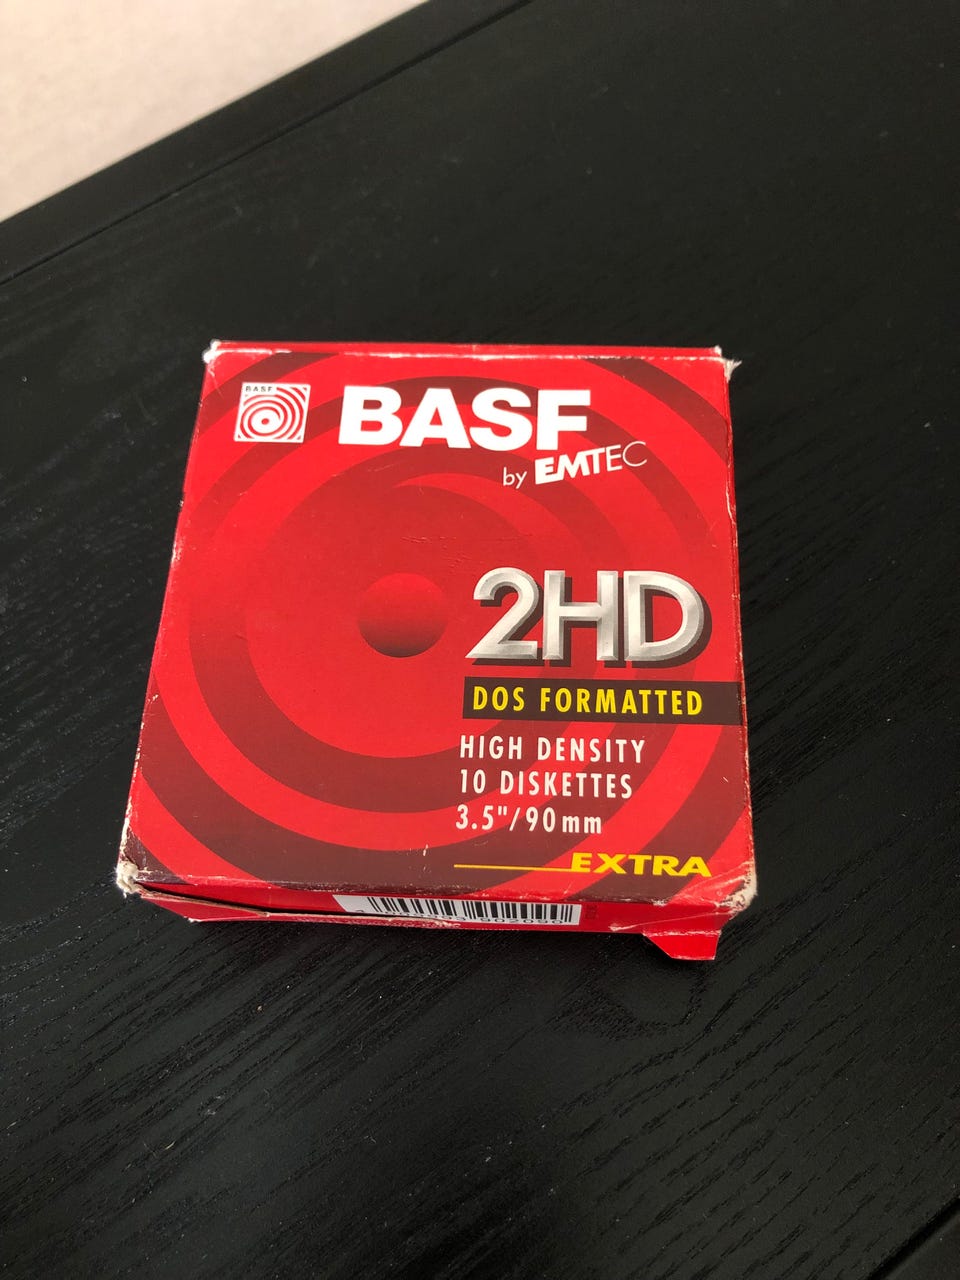 BASF
BASF
by EMTEC
2HD
DOS FORMATTED
HIGH DENSITY
10 DISKETTES
3.5"/90mm
EXTRA